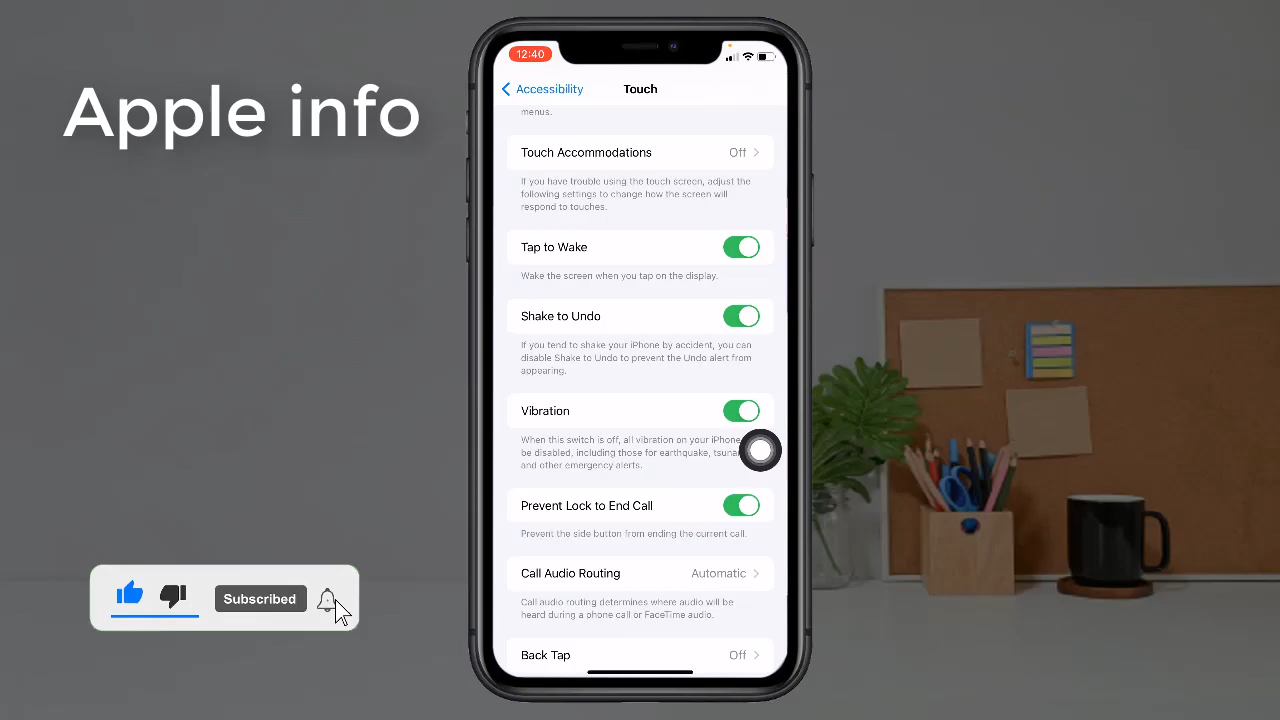 Apple info
12:40
Accessibility
Touch
menus.
Touch Accommodations Off
If you have trouble using the touch screen, adjust the
following settings to change how the screen will
respond to touches.
Tap to Wake
Wake the screen when you tap on the display.
Shake to Undo
If you tend to shake your iPhone by accident, you can
disable Shake to Undo to prevent the Undo alert from
appearing.
Vibration
When this switch is off, all vibration on your iPhone
be disabled, including those for earthquake,
and other emergency alerts.
Prevent Lock to End Call
Prevent the side button from ending the current call.
Call Audio Routing Automatic
Call audio routing determines where audio will be
heard during a phone call or FaceTime audio.
Back Tap Off
Subscribed